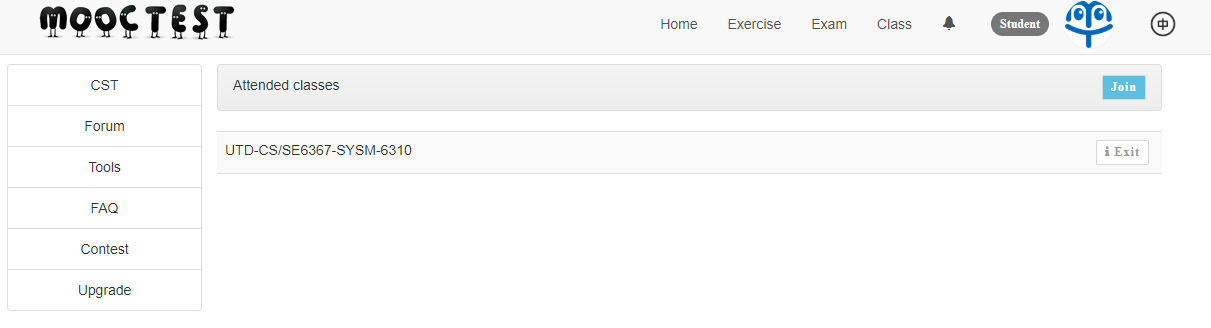 MOOCTEST
Home Exercise Exam Class Student 中
CST
Forum
Tools
FAQ
Contest
Upgrade
Attended classes Join
UTD-CS/SE6367-SYSM-6310 Exit